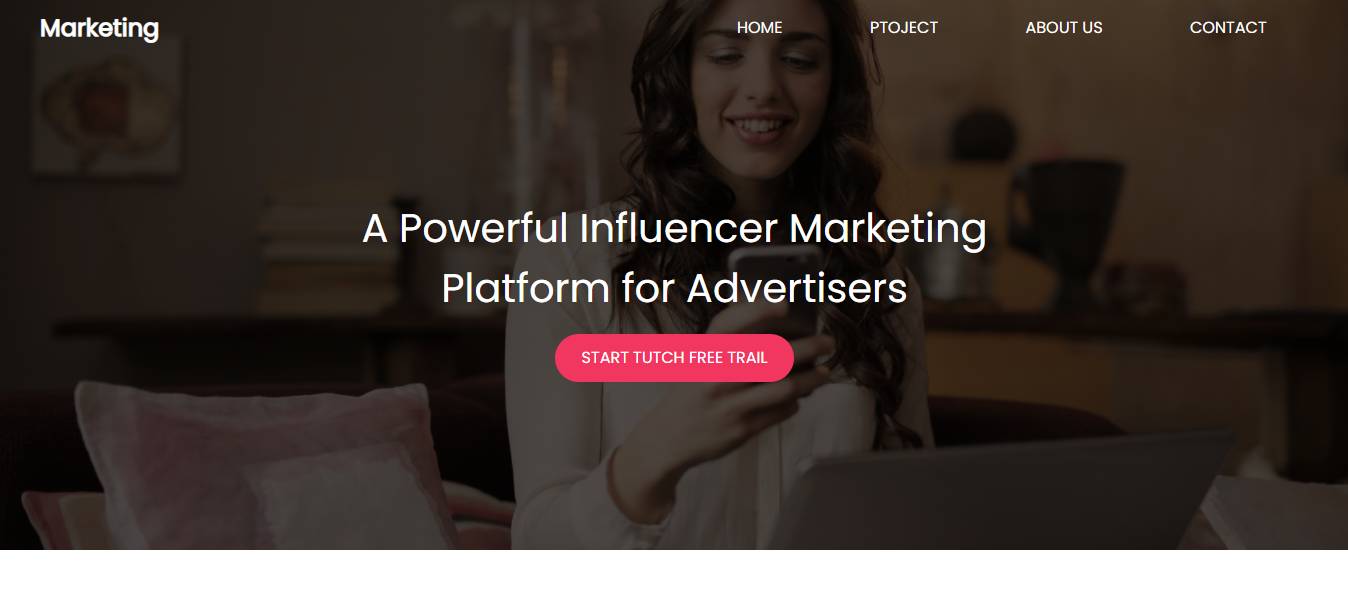 Marketing
HOME PTOJECT ABOUT US CONTACT
A Powerful Influencer Marketing
Platform for Advertisers
START TUTCH FREE TRAIL